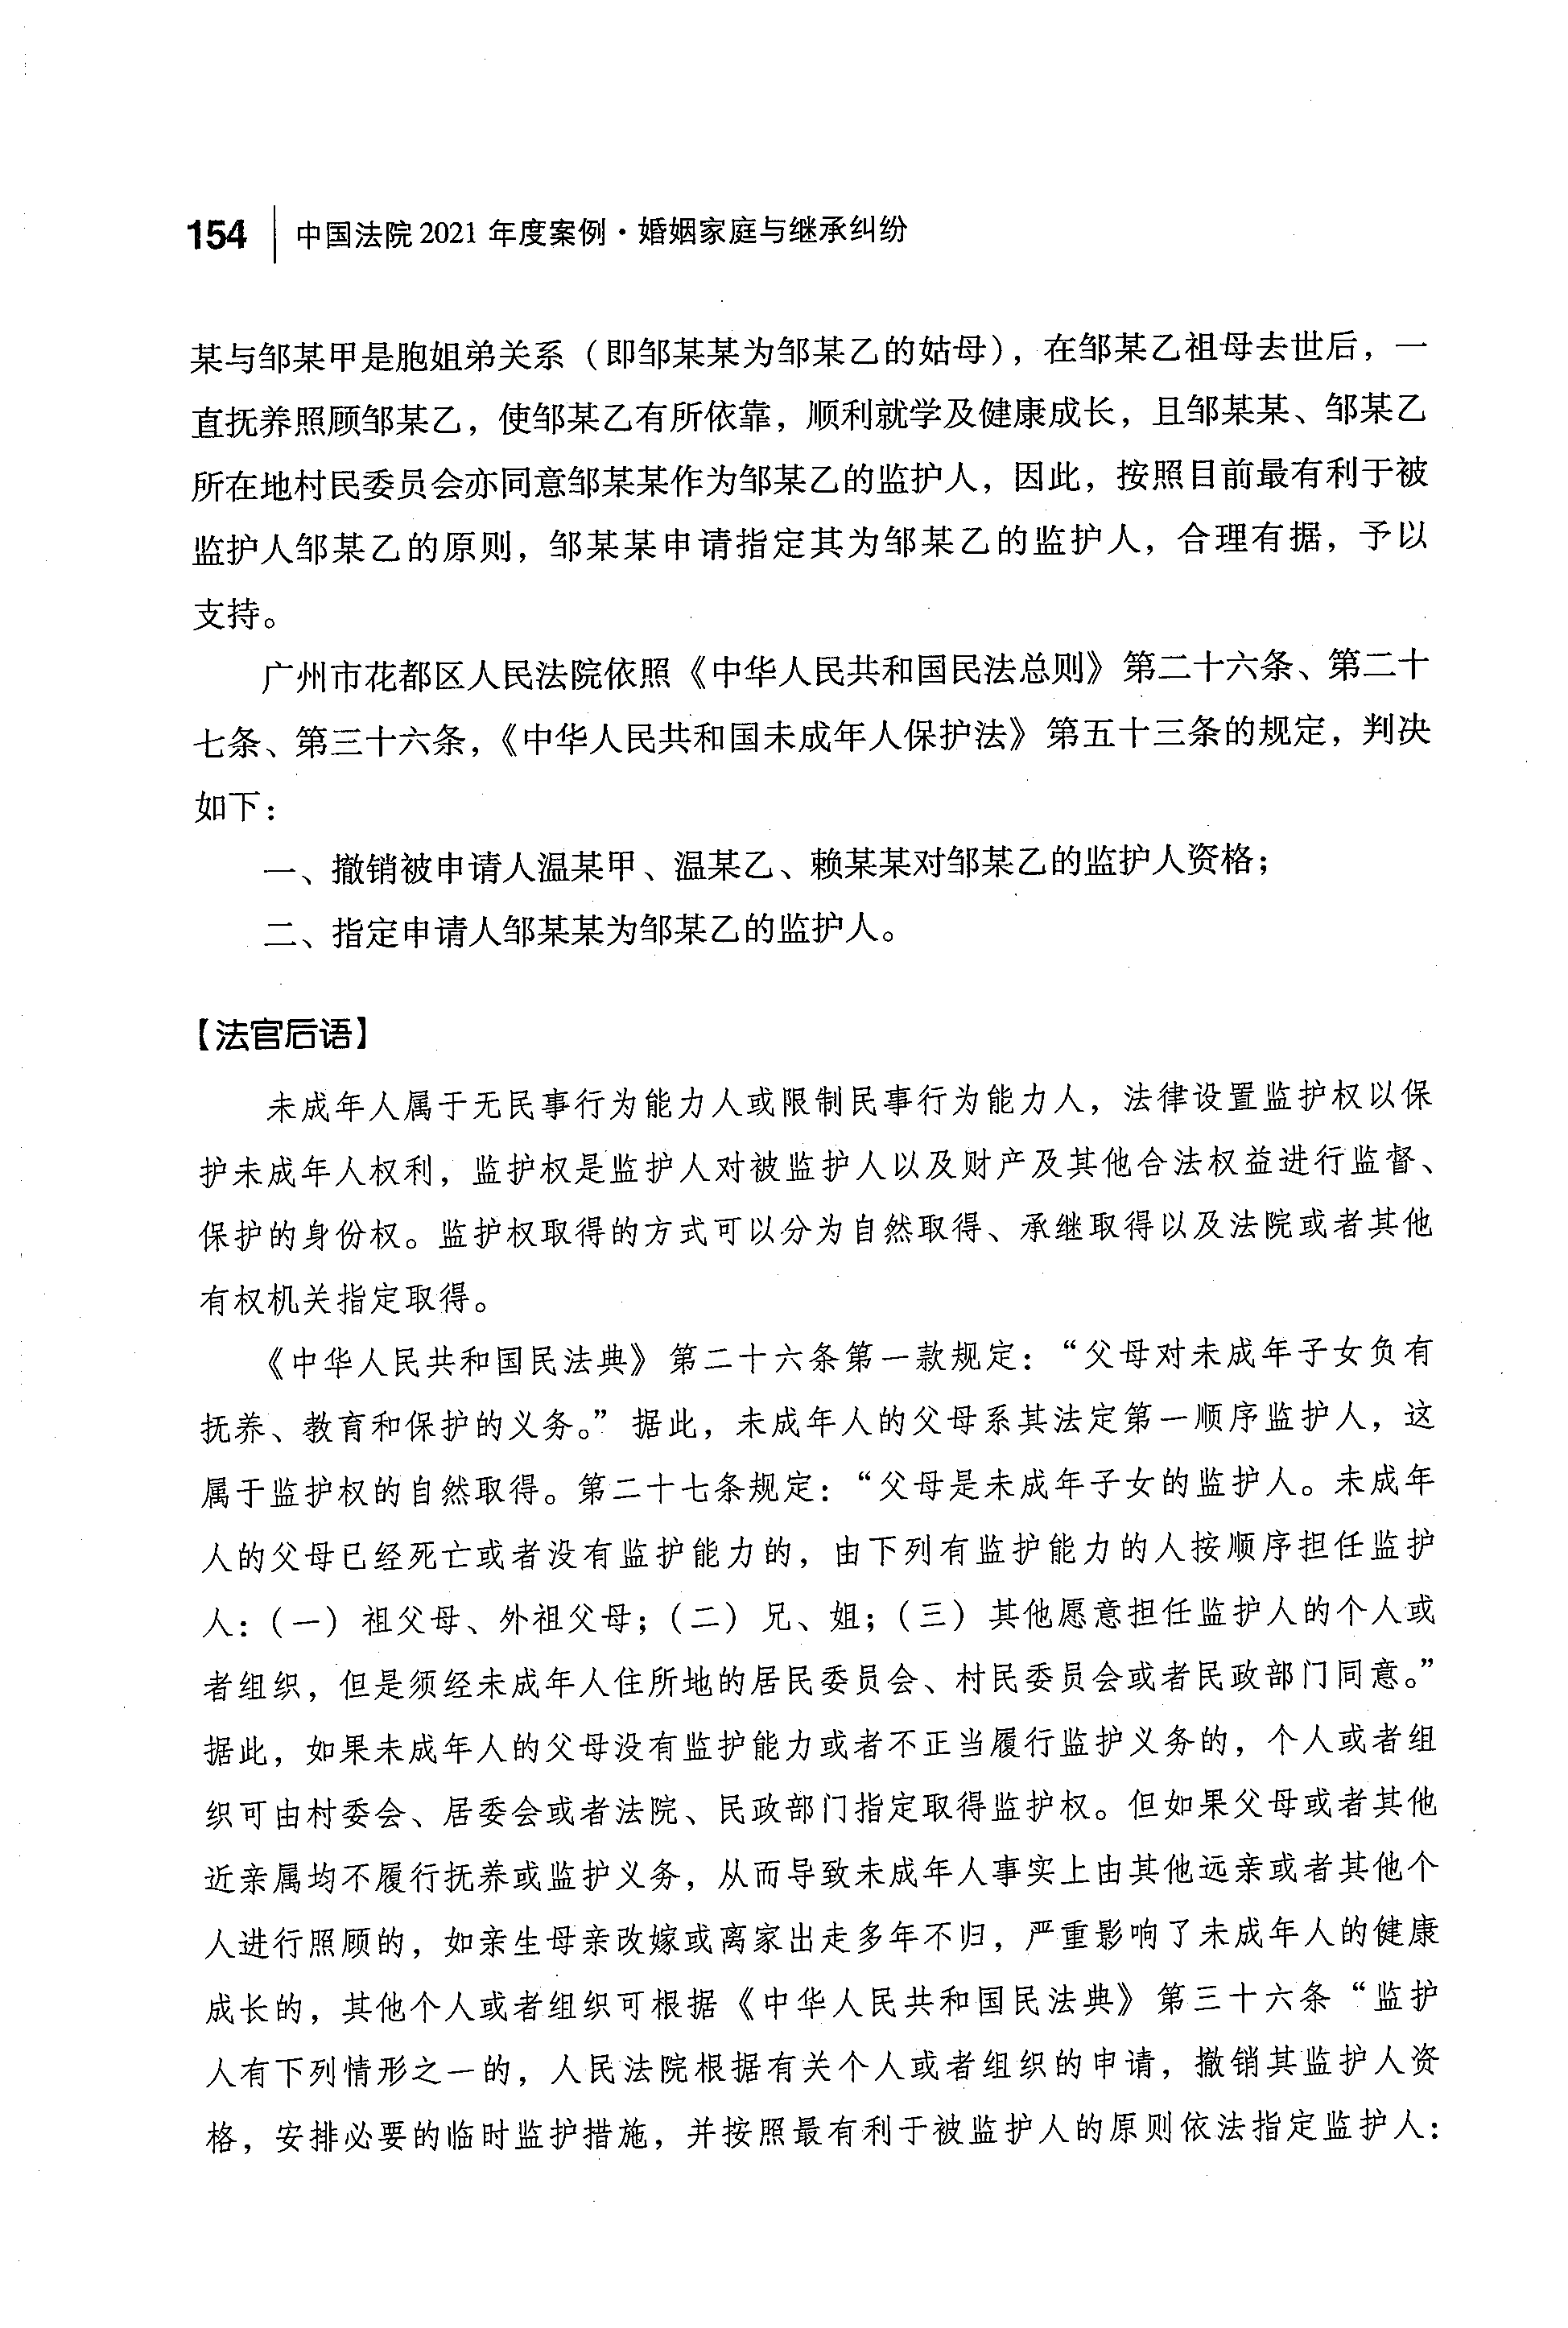 154 中国法院2021年度案例·婚姻家庭与继承纠纷
某与邹某甲是胞姐弟关系（即邹某某为邹某乙的姑母），在邹某乙祖母去世后，一
直抚养照顾邹某乙，使邹某乙有所依靠，顺利就学及健康成长，且邹某某、邹某乙
所在地村民委员会亦同意邹某某作为邹某乙的监护人，因此，按照目前最有利于被
监护人邹某乙的原则，邹某某申请指定其为邹某乙的监护人，合理有据，予以
支持。
广州市花都区人民法院依照《中华人民共和国民法总则》第二十六条、第二十
七条、第三十六条，《中华人民共和国未成年人保护法》第五十三条的规定，判决
如下：
一、撤销被申请人温某甲、温某乙、赖某某对邹某乙的监护人资格；
二、指定申请人邹某某为邹某乙的监护人。
【法官后语】
未成年人属于无民事行为能力人或限制民事行为能力人，法律设置监护权以保
护未成年人权利，监护权是监护人对被监护人以及财产及其他合法权益进行监督、
保护的身份权。监护权取得的方式可以分为自然取得、承继取得以及法院或者其他
有权机关指定取得。
《中华人民共和国民法典》第二十六条第一款规定：“父母对未成年子女负有
抚养、教育和保护的义务。”据此，未成年人的父母系其法定第一顺序监护人，这
属于监护权的自然取得。第二十七条规定：“父母是未成年子女的监护人。未成年
人的父母已经死亡或者没有监护能力的，由下列有监护能力的人按顺序担任监护
人：（一）祖父母、外祖父母；（二）兄、姐；（三）其他愿意担任监护人的个人或
者组织，但是须经未成年人住所地的居民委员会、村民委员会或者民政部门同意。”
据此，如果未成年人的父母没有监护能力或者不正当履行监护义务的，个人或者组
织可由村委会、居委会或者法院、民政部门指定取得监护权。但如果父母或者其他
近亲属均不履行抚养或监护义务，从而导致未成年人事实上由其他远亲或者其他个
人进行照顾的，如亲生母亲改嫁或离家出走多年不归，严重影响了未成年人的健康
成长的，其他个人或者组织可根据《中华人民共和国民法典》第三十六条“监护
人有下列情形之一的，人民法院根据有关个人或者组织的申请，撤销其监护人资
格，安排必要的临时监护措施，并按照最有利于被监护人的原则依法指定监护人：